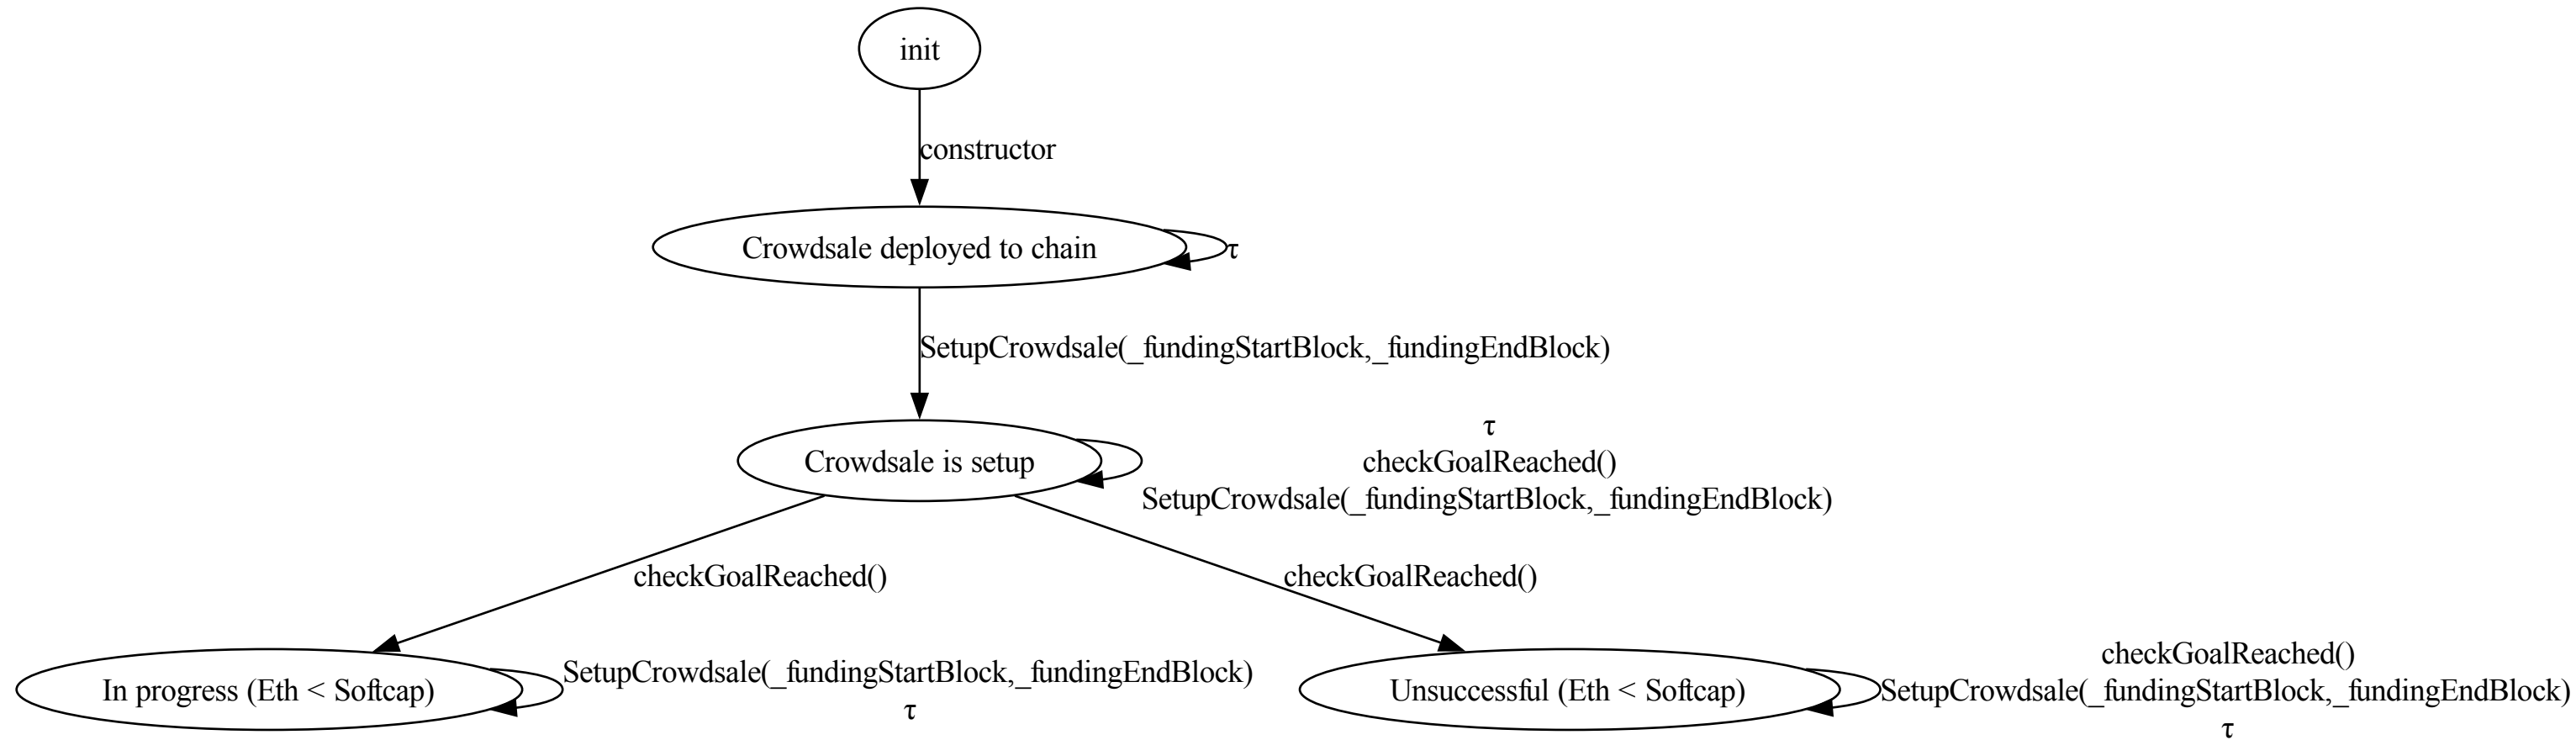 init
constructor
Crowdsale deployed to chain
τ
SetupCrowdsale(_fundingStartBlock,_fundingEndBlock)
Crowdsale is setup
τ
checkGoalReached()
SetupCrowdsale(_fundingStartBlock,_fundingEndBlock)
checkGoalReached()
checkGoalReached()
In progress (Eth < Softcap)
SetupCrowdsale(_fundingStartBlock,_fundingEndBlock)
τ
Unsuccessful (Eth < Softcap)
checkGoalReached()
SetupCrowdsale(_fundingStartBlock,_fundingEndBlock)
τ